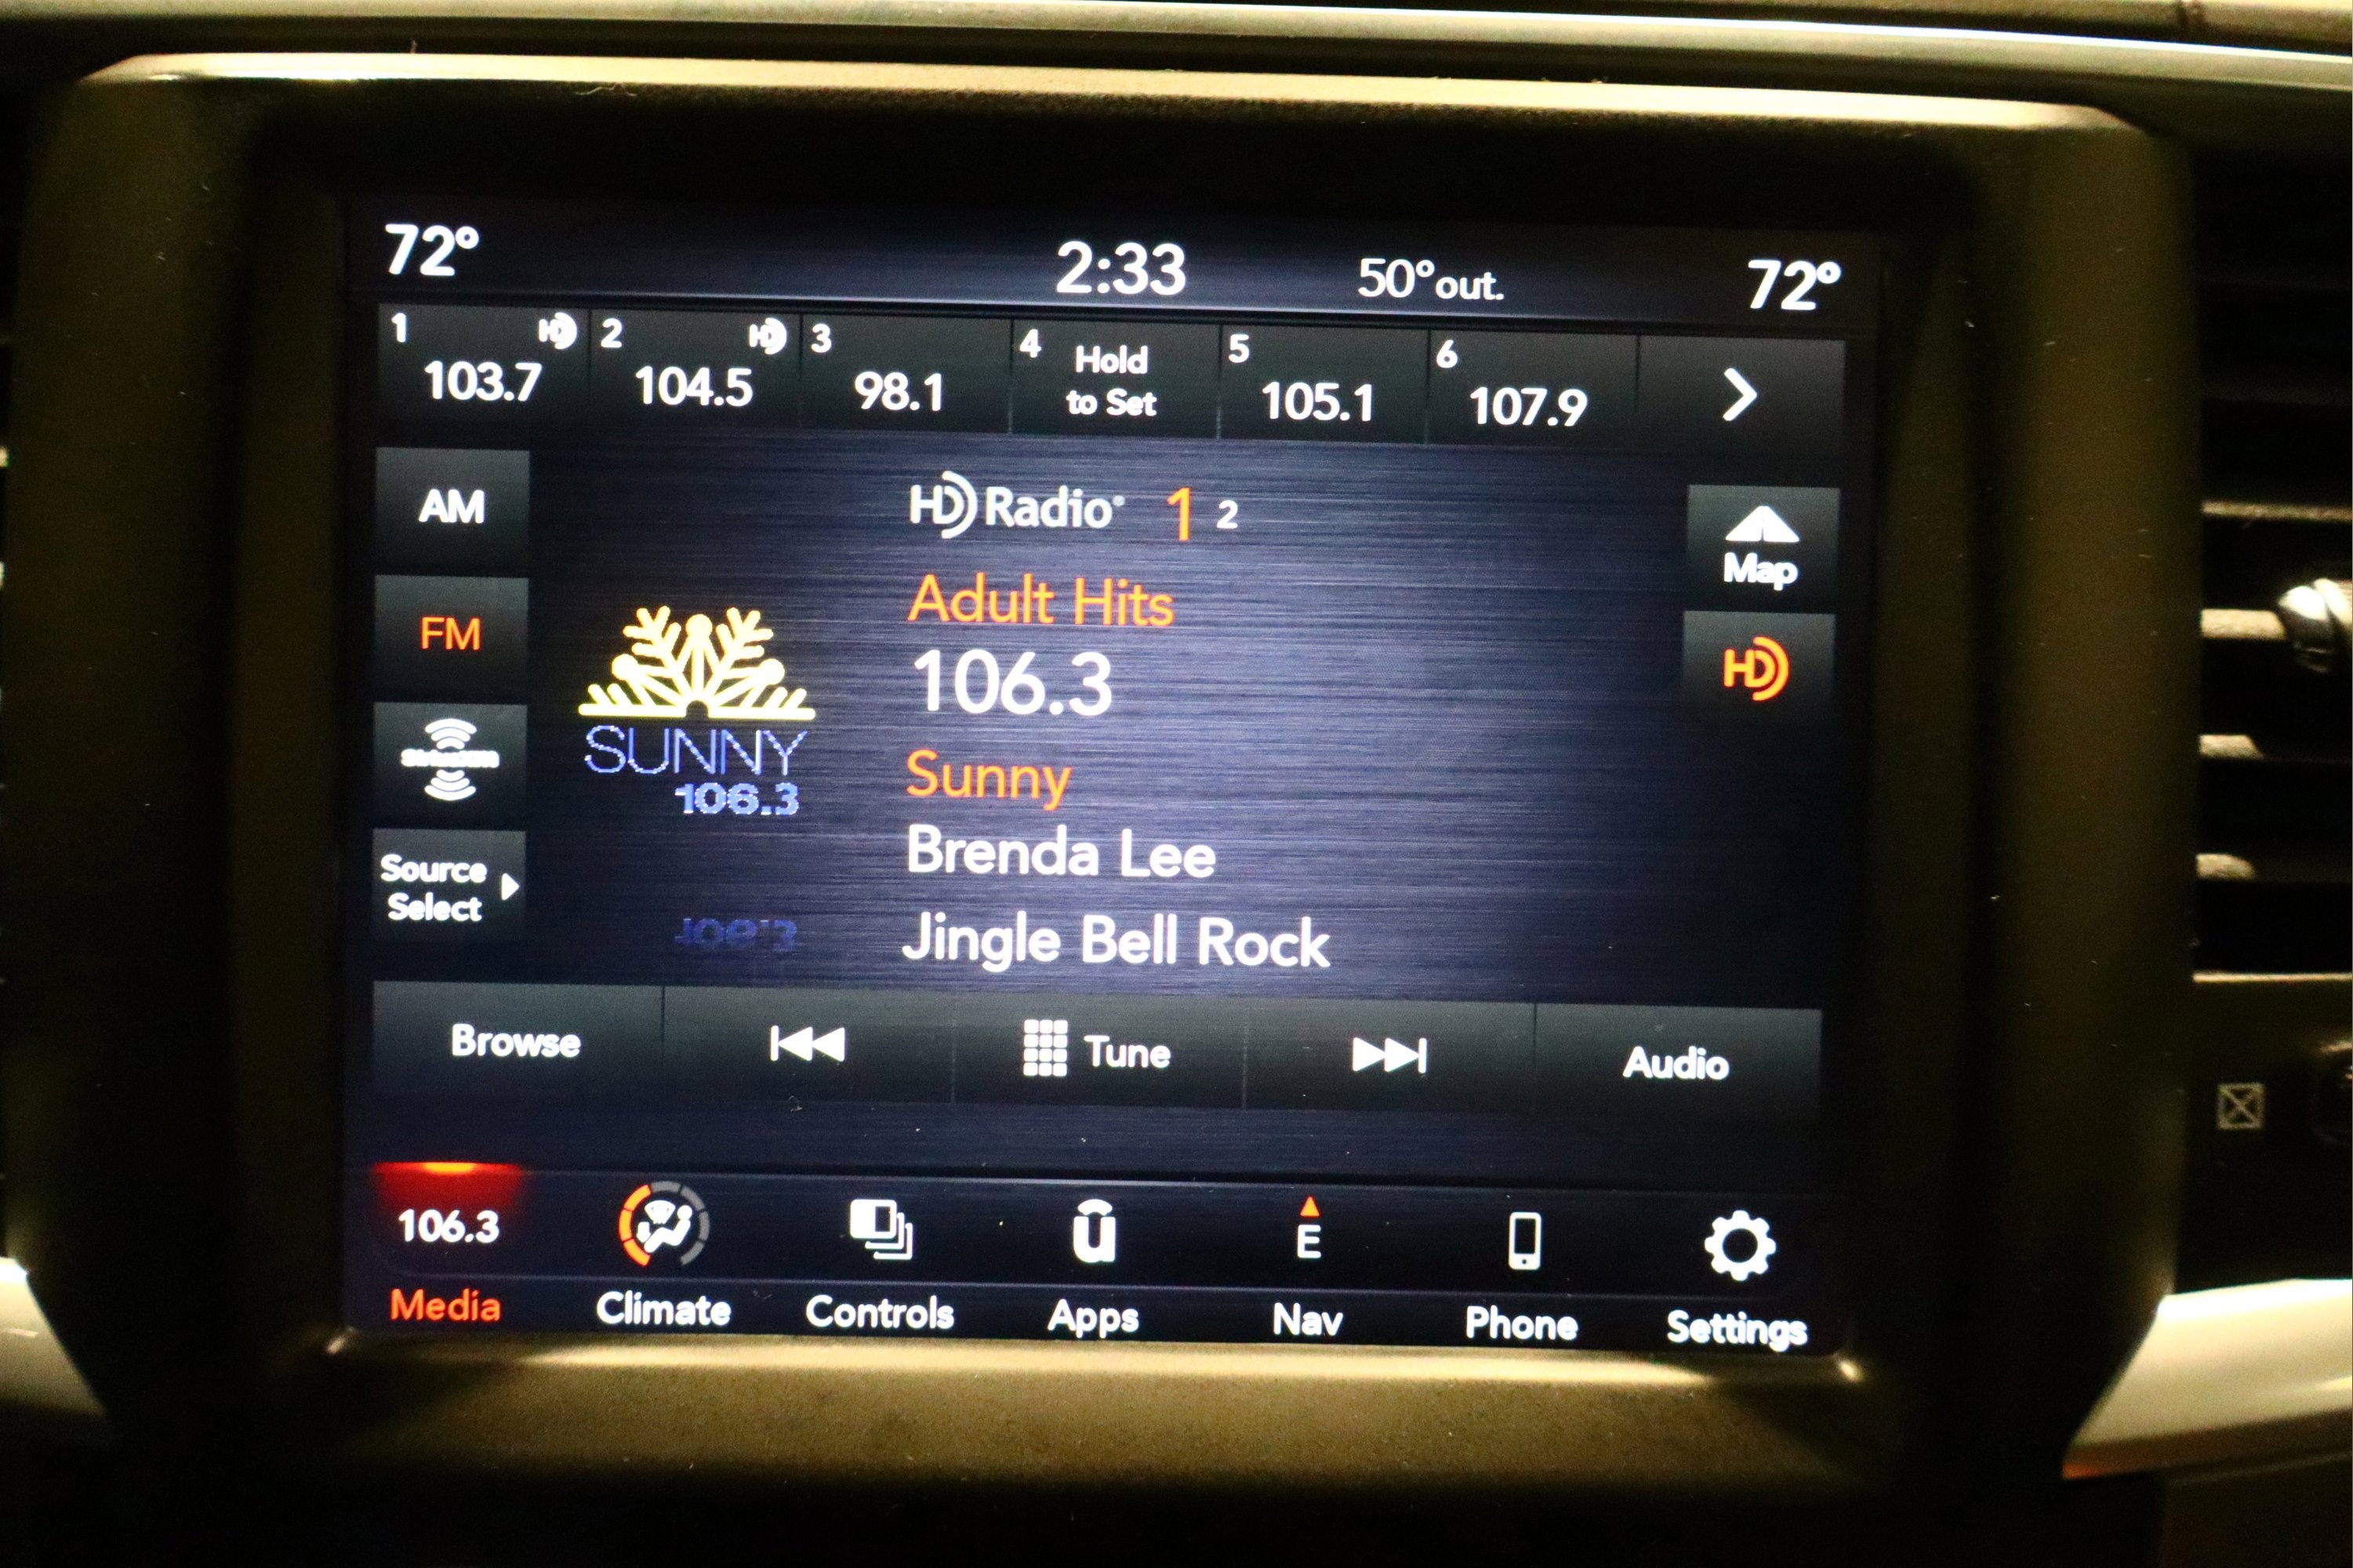 72° 2:33 50° out. 72°
1 HD 103.7
2 HD 104.5
3 98.1
4 Hold to Set
5 105.1
6 107.9
AM
FM
Source
Select
HD Radio 1 2
Adult Hits
106.3
Sunny
Brenda Lee
Jingle Bell Rock
SUNNY
106.3
Map
HD
Browse Tune Audio
106.3 u E
Media Climate Controls Apps Nav Phone Settings